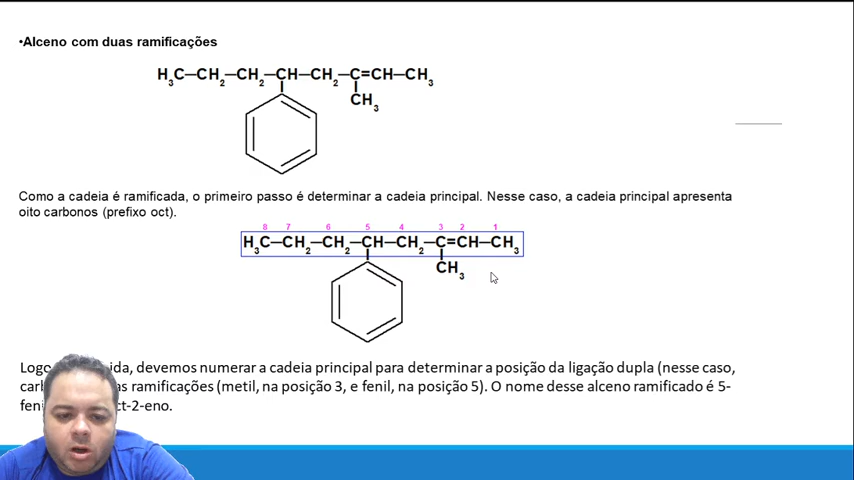 •Alceno com duas ramificações
H₃C—CH₂—CH₂—CH—CH₂—C=CH—CH₃
CH₃
Como a cadeia é ramificada, o primeiro passo é determinar a cadeia principal. Nesse caso, a cadeia principal apresenta
oito carbonos (prefixo oct).
8 7 6 5 4 3 2 1
H₃C—CH₂—CH₂—CH—CH₂—C=CH—CH₃
CH₃
Logo ida, devemos numerar a cadeia principal para determinar a posição da ligação dupla (nesse caso,
as ramificações (metil, na posição 3, e fenil, na posição 5). O nome desse alceno ramificado é 5-
ct-2-eno.